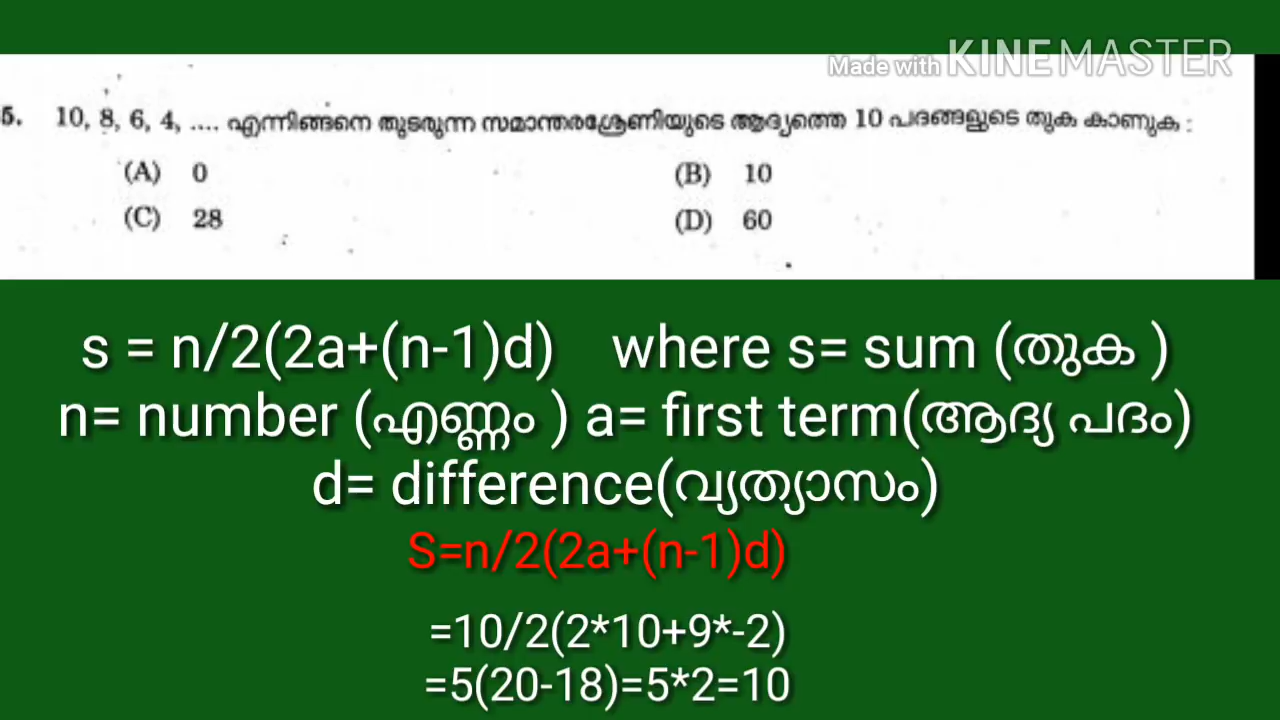 Made with KINEMASTER
5. 10, 8, 6, 4, .... എന്നിങ്ങനെ തുടരുന്ന സമാന്തരശ്രേണിയുടെ ആദ്യത്തെ 10 പദങ്ങളുടെ തുക കാണുക :
(A) 0 (B) 10
(C) 28 (D) 60
s = n/2(2a+(n-1)d) where s= sum (തുക )
n= number (എണ്ണം ) a= first term(ആദ്യ പദം)
d= difference(വ്യത്യാസം)
S=n/2(2a+(n-1)d)
=10/2(2*10+9*-2)
=5(20-18)=5*2=10